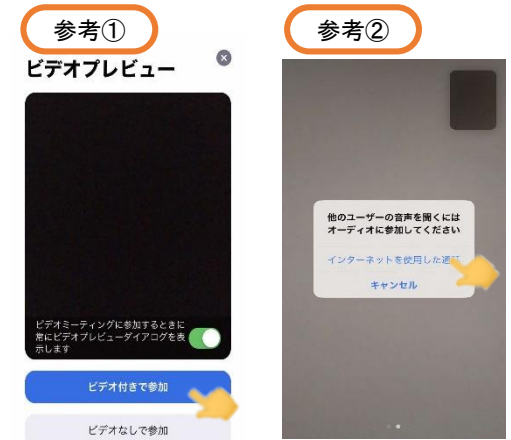 参考①
ビデオプレビュー
ビデオミーティングに参加するときに
常にビデオプレビューダイアログを表
示します
ビデオ付きで参加
ビデオなしで参加
参考②
他のユーザーの音声を聞くには
オーディオに参加してください
インターネットを使用した通
キャンセル